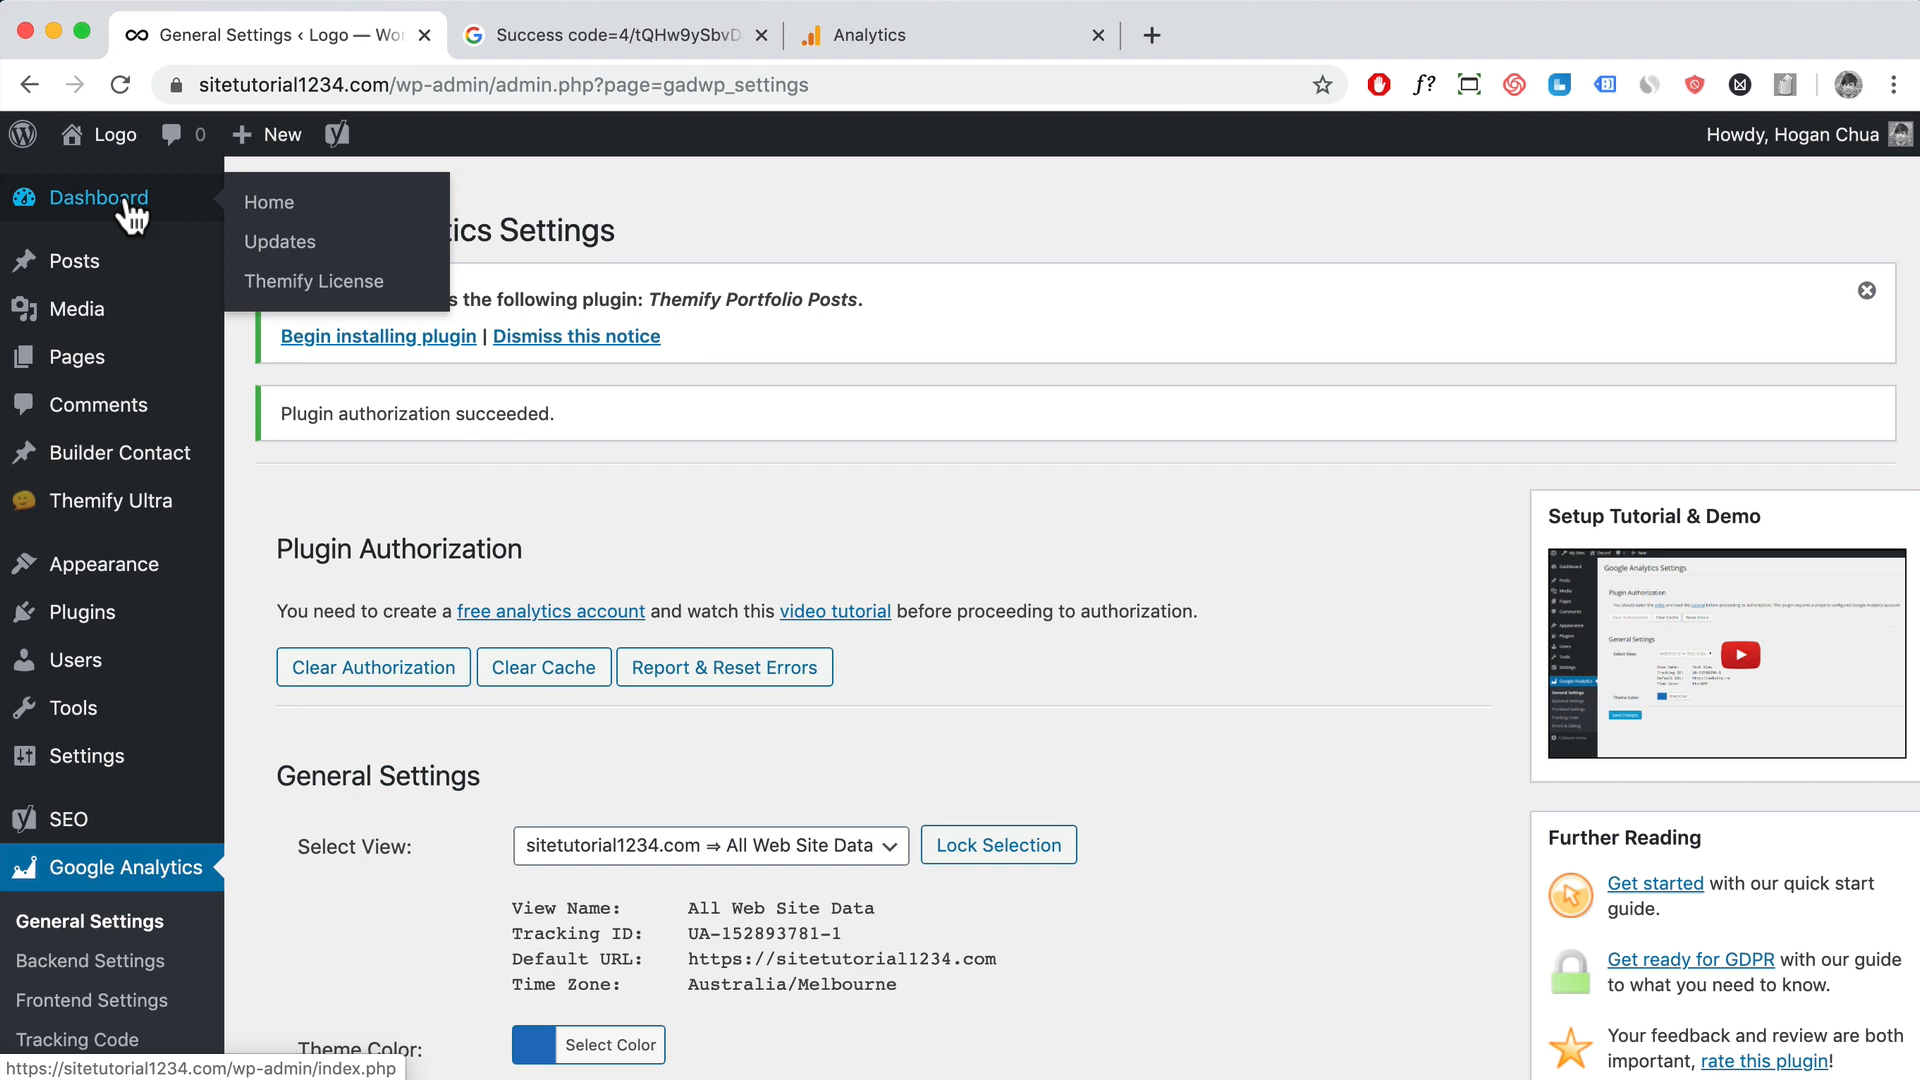 General Settings ‹ Logo — Wor
Success code=4/tQHw9ySbvD
Analytics
sitetutorial1234.com/wp-admin/admin.php?page=gadwp_settings
Logo
0
New
Howdy, Hogan Chua
Dashboard
Home
Updates
Themify License
Posts
Media
Pages
Comments
Builder Contact
Themify Ultra
Appearance
Plugins
Users
Tools
Settings
SEO
Google Analytics
General Settings
Backend Settings
Frontend Settings
Tracking Code
https://sitetutorial1234.com/wp-admin/index.php
tics Settings
s the following plugin: Themify Portfolio Posts.
Begin installing plugin | Dismiss this notice
Plugin authorization succeeded.
Plugin Authorization
You need to create a free analytics account and watch this video tutorial before proceeding to authorization.
Clear Authorization
Clear Cache
Report & Reset Errors
General Settings
Select View:
sitetutorial1234.com ⇒ All Web Site Data
Lock Selection
View Name: All Web Site Data
Tracking ID: UA-152893781-1
Default URL: https://sitetutorial1234.com
Time Zone: Australia/Melbourne
Theme Color:
Select Color
Setup Tutorial & Demo
Google Analytics Settings
Plugin Authorization
General Settings
Further Reading
Get started with our quick start
guide.
Get ready for GDPR with our guide
to what you need to know.
Your feedback and review are both
important, rate this plugin!